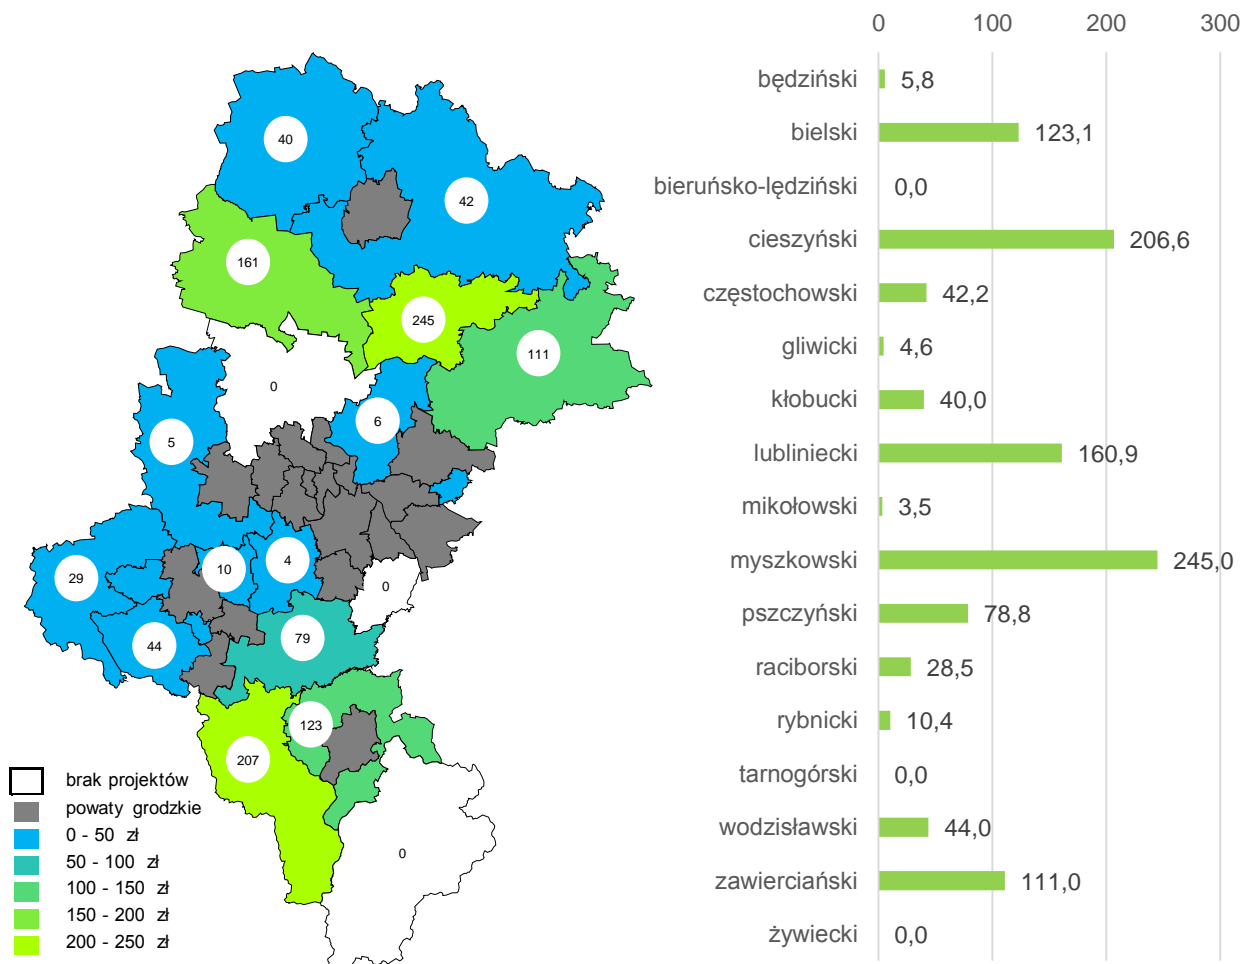 40
42
161
245
111
0
6
5
29
10
4
0
44
79
123
207
0
brak projektów
powaty grodzkie
0 - 50 zł
50 - 100 zł
100 - 150 zł
150 - 200 zł
200 - 250 zł
0 100 200 300
będziński 5,8
bielski 123,1
bieruńsko-lędziński 0,0
cieszyński 206,6
częstochowski 42,2
gliwicki 4,6
kłobucki 40,0
lubliniecki 160,9
mikołowski 3,5
myszkowski 245,0
pszczyński 78,8
raciborski 28,5
rybnicki 10,4
tarnogórski 0,0
wodzisławski 44,0
zawierciański 111,0
żywiecki 0,0